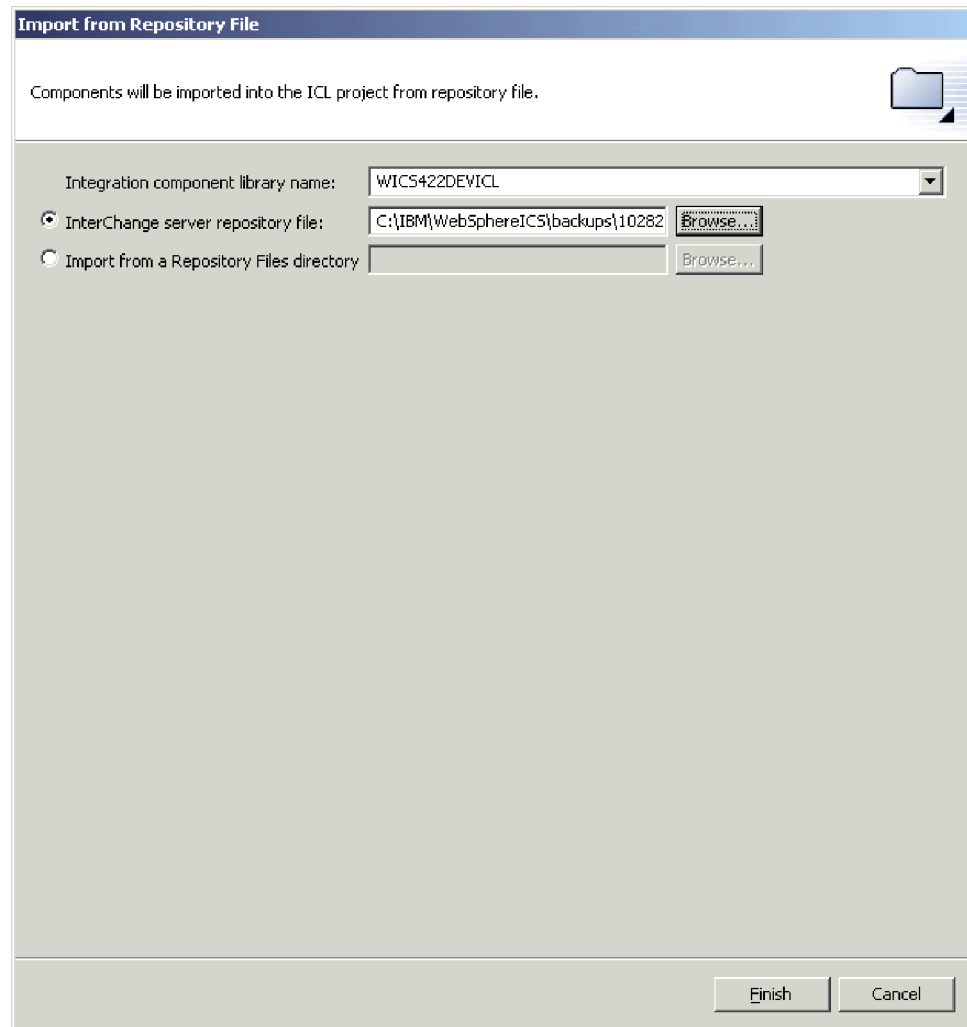 Import from Repository File
Components will be imported into the ICL project from repository file.
Integration component library name: WICS422DEVICL
InterChange server repository file: C:\IBM\WebSphereICS\backups\10282 Browse...
Import from a Repository Files directory Browse...
Finish Cancel